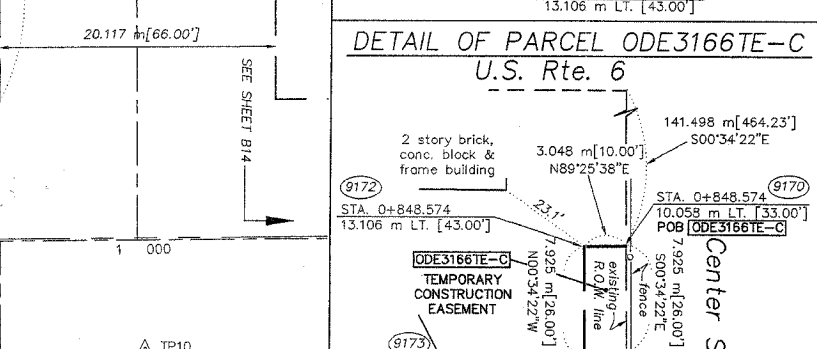 13.106 m LT. [43.00']
20.117 m[66.00']
SEE SHEET B14
1 000
TP10
DETAIL OF PARCEL ODE3166TE-C
U.S. Rte. 6
141.498 m[464.23']
S00°34'22"E
2 story brick,
conc. block &
frame building
3.048 m[10.00']
N89°25'38"E
9172
STA. 0+848.574
13.106 m LT. [43.00']
23.1'
9170
STA. 0+848.574
10.058 m LT. [33.00']
POB ODE3166TE-C
ODE3166TE-C
TEMPORARY
CONSTRUCTION
EASEMENT
7.925 m[26.00']
N00°34'22"W
existing
R.O.W. line
fence
7.925 m[26.00']
S00°34'22"E
Center
9173